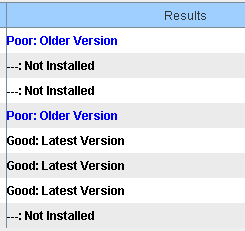 Results
Poor: Older Version
---: Not Installed
---: Not Installed
Poor: Older Version
Good: Latest Version
Good: Latest Version
Good: Latest Version
---: Not Installed